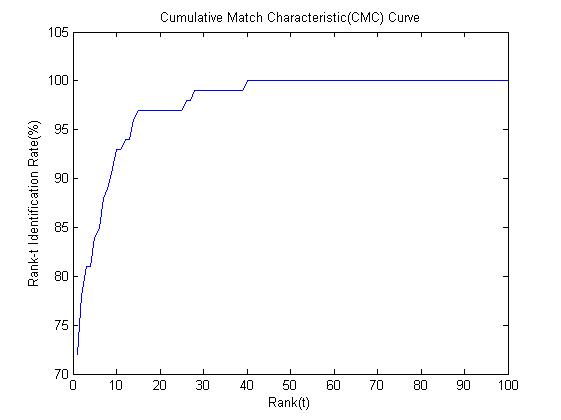 Cumulative Match Characteristic(CMC) Curve
105
100
95
90
85
80
75
70
Rank-t Identification Rate(%)
0 10 20 30 40 50 60 70 80 90 100
Rank(t)